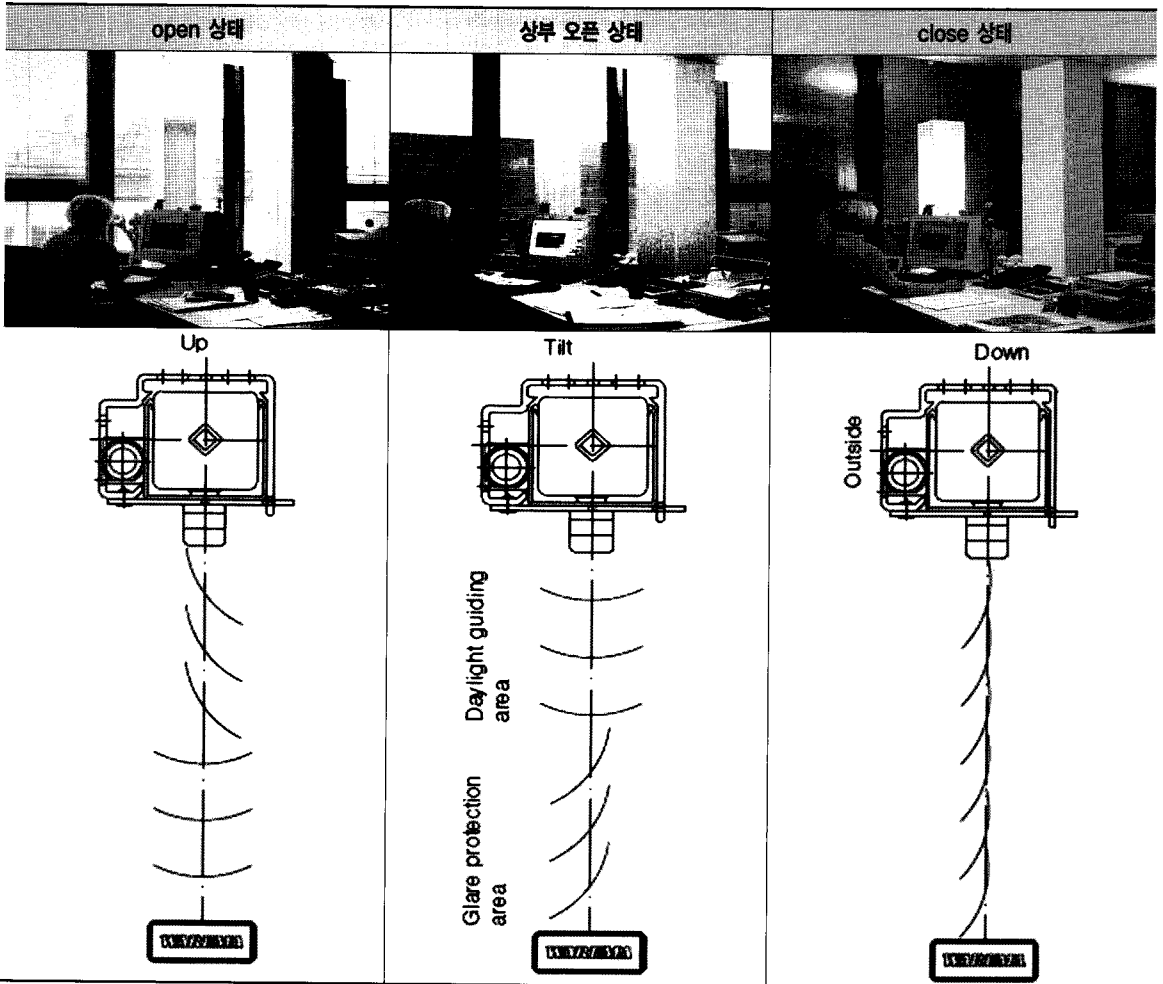 open 상태
상부 오픈 상태
close 상태
Up
Tilt
Down
Outside
Daylight guiding
area
Glare protection
area